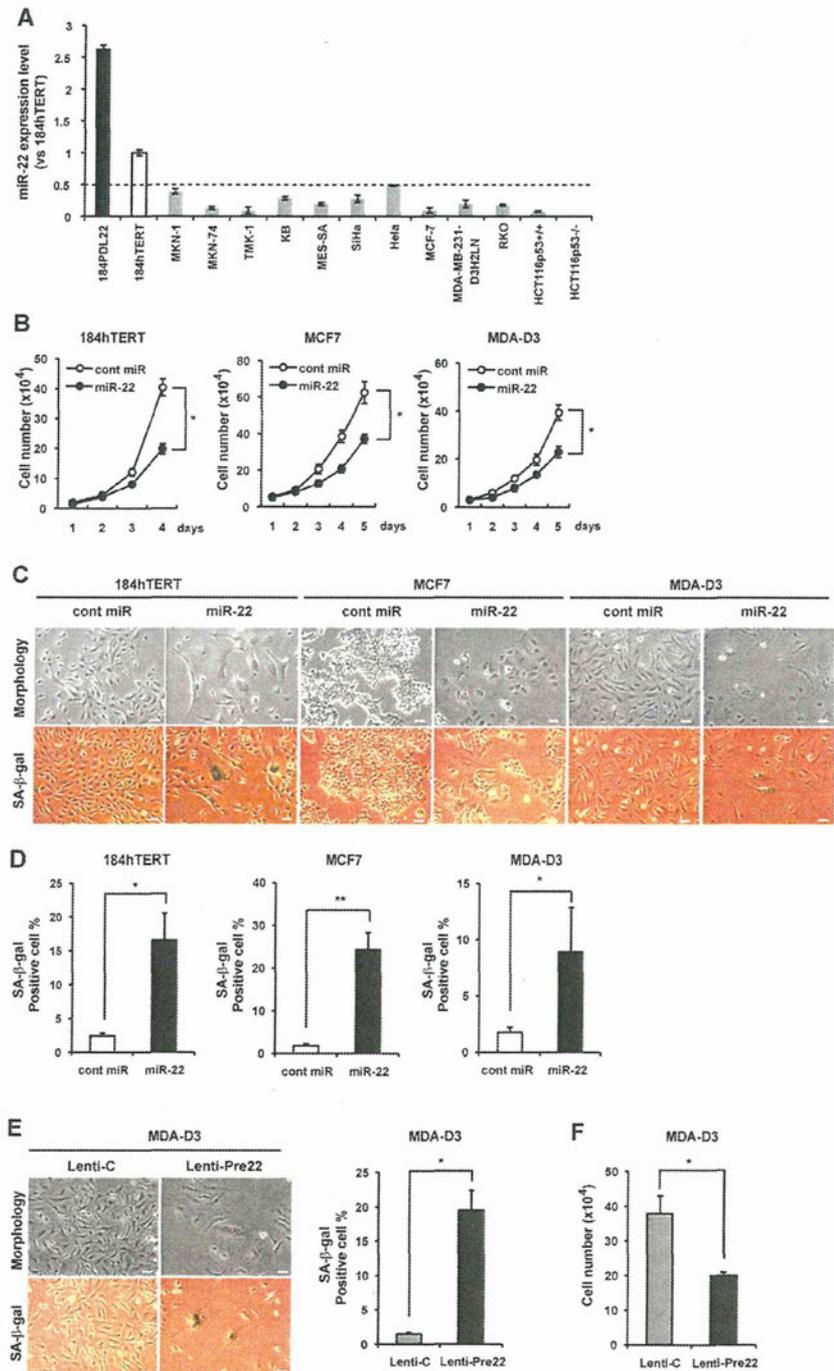 A
miR-22 expression level
(vs 184hTERT)
3
2.5
2
1.5
1
0.5
0
184PDL22
184hTERT
MKN-1
MKN-74
TMK-1
KB
MES-SA
SiHa
Hela
MCF-7
MDA-MB-231-
D3H2LN
RKO
HCT116p53+/+
HCT116p53-/-
B
184hTERT
cont miR
miR-22
Cell number (x10⁴)
50
40
30
20
10
0
*
1 2 3 4 days
MCF7
cont miR
miR-22
Cell number (x10⁴)
80
60
40
20
0
*
1 2 3 4 5 days
MDA-D3
cont miR
miR-22
Cell number (x10⁴)
60
40
20
0
*
1 2 3 4 5 days
C
184hTERT MCF7 MDA-D3
cont miR miR-22 cont miR miR-22 cont miR miR-22
Morphology
SA-β-gal
D
184hTERT
SA-β-gal
Positive cell %
25
20
15
10
5
0
*
cont miR miR-22
MCF7
SA-β-gal
Positive cell %
40
30
20
10
0
**
cont miR miR-22
MDA-D3
SA-β-gal
Positive cell %
15
10
5
0
*
cont miR miR-22
E
MDA-D3
Lenti-C Lenti-Pre22
Morphology
SA-β-gal
MDA-D3
SA-β-gal
Positive cell %
25
20
15
10
5
0
*
Lenti-C Lenti-Pre22
F
MDA-D3
Cell number (x10⁴)
50
40
30
20
10
0
*
Lenti-C Lenti-Pre22